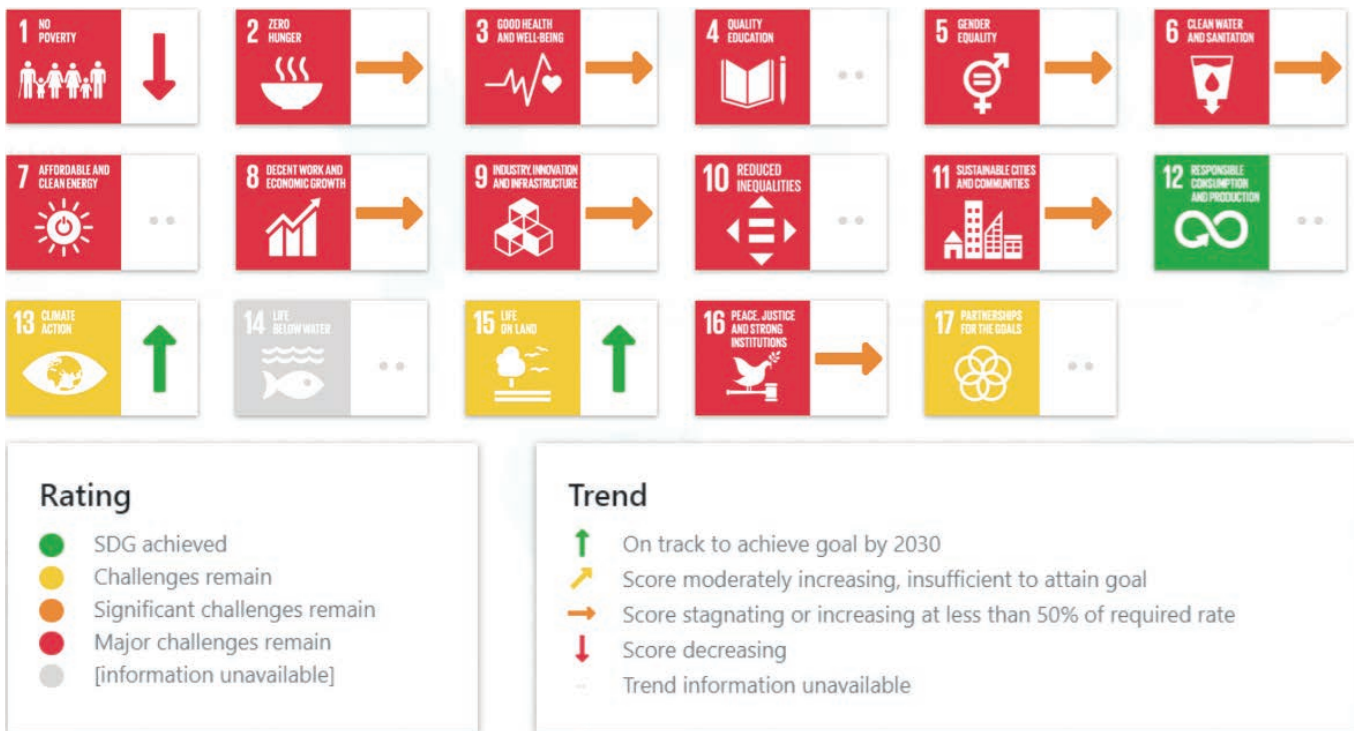 1 NO
POVERTY
2 ZERO
HUNGER
3 GOOD HEALTH
AND WELL-BEING
4 QUALITY
EDUCATION
5 GENDER
EQUALITY
6 CLEAN WATER
AND SANITATION
7 AFFORDABLE AND
CLEAN ENERGY
8 DECENT WORK AND
ECONOMIC GROWTH
9 INDUSTRY, INNOVATION
AND INFRASTRUCTURE
10 REDUCED
INEQUALITIES
11 SUSTAINABLE CITIES
AND COMMUNITIES
12 RESPONSIBLE
CONSUMPTION
AND PRODUCTION
13 CLIMATE
ACTION
14 LIFE
BELOW WATER
15 LIFE
ON LAND
16 PEACE, JUSTICE
AND STRONG
INSTITUTIONS
17 PARTNERSHIPS
FOR THE GOALS
Rating
SDG achieved
Challenges remain
Significant challenges remain
Major challenges remain
[information unavailable]
Trend
On track to achieve goal by 2030
Score moderately increasing, insufficient to attain goal
Score stagnating or increasing at less than 50% of required rate
Score decreasing
Trend information unavailable